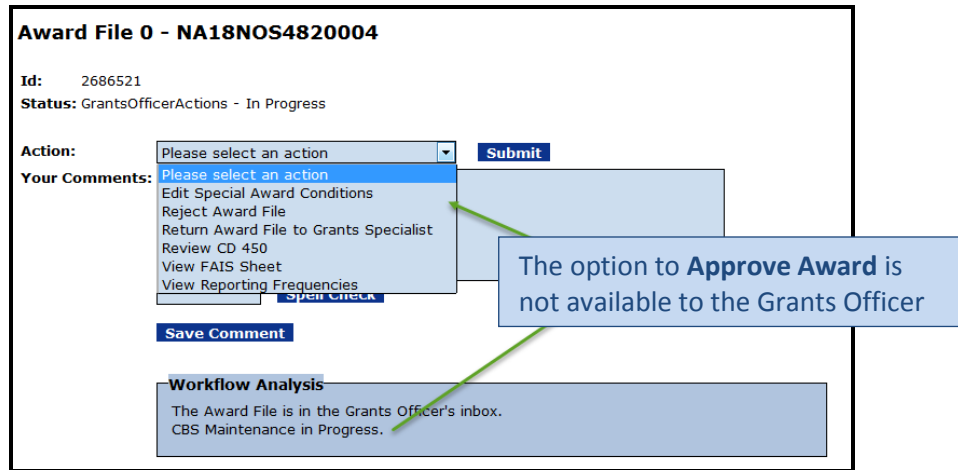 Award File 0 - NA18NOS4820004
Id: 2686521
Status: GrantsOfficerActions - In Progress
Action: Please select an action Submit
Your Comments: Please select an action
Edit Special Award Conditions
Reject Award File
Return Award File to Grants Specialist
Review CD 450
View FAIS Sheet
View Reporting Frequencies
The option to Approve Award is
not available to the Grants Officer
Spell Check
Save Comment
Workflow Analysis
The Award File is in the Grants Officer's inbox.
CBS Maintenance in Progress.